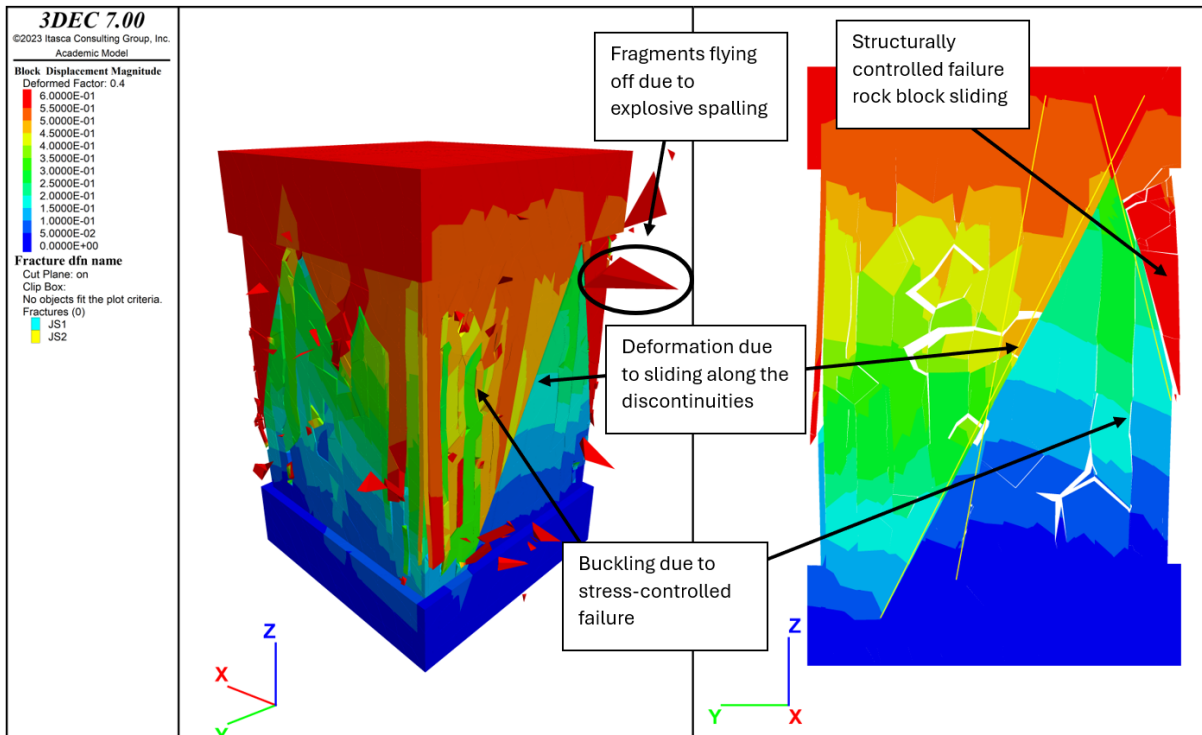 3DEC 7.00
©2023 Itasca Consulting Group, Inc.
Academic Model
Block Displacement Magnitude
Deformed Factor: 0.4
6.0000E-01
5.5000E-01
5.0000E-01
4.5000E-01
4.0000E-01
3.5000E-01
3.0000E-01
2.5000E-01
2.0000E-01
1.5000E-01
1.0000E-01
5.0000E-02
0.0000E+00
Fracture dfn name
Cut Plane: on
Clip Box:
No objects fit the plot criteria.
Fractures (0)
JS1
JS2
Fragments flying
off due to
explosive spalling
Structurally
controlled failure
rock block sliding
Deformation due
to sliding along the
discontinuities
Buckling due to
stress-controlled
failure
Z
X
Y
Z
Y
X